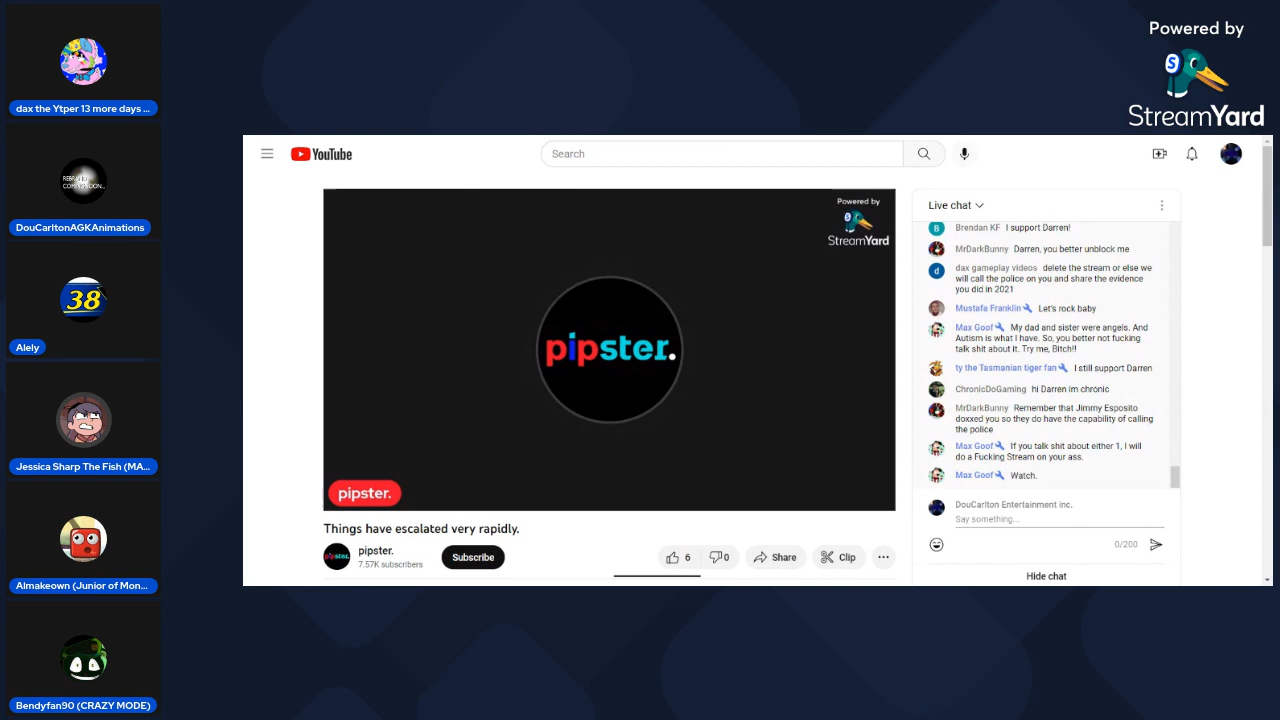 Powered by
StreamYard
dax the Ytper 13 more days ...
REBRAND
COMING SOON...
DouCarltonAGKAnimations
38
Alely
Jessica Sharp The Fish (MA...
Almakeown (Junior of Mon...
Bendyfan90 (CRAZY MODE)
YouTube
Search
Powered by
StreamYard
pipster.
pipster.
Things have escalated very rapidly.
pipster.
pipster.
7.57K subscribers
Subscribe
6
0
Share
Clip
Live chat
B
Brendan KF I support Darren!
MrDarkBunny Darren, you better unblock me
d
dax gameplay videos delete the stream or else we
will call the police on you and share the evidence
you did in 2021
Mustafa Franklin Let's rock baby
Max Goof My dad and sister were angels. And
Autism is what I have. So, you better not fucking
talk shit about it. Try me, Bitch!!
ty the Tasmanian tiger fan I still support Darren
ChronicDoGaming hi Darren im chronic
MrDarkBunny Remember that Jimmy Esposito
doxxed you so they do have the capability of calling
the police
Max Goof If you talk shit about either 1, I will
do a Fucking Stream on your ass.
Max Goof Watch.
DouCarlton Entertainment inc.
Say something...
0/200
Hide chat